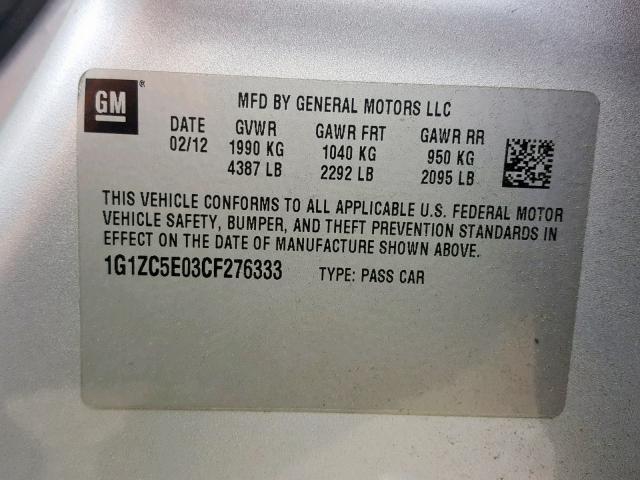 GM®
MFD BY GENERAL MOTORS LLC
DATE GVWR GAWR FRT GAWR RR
02/12 1990 KG 1040 KG 950 KG
4387 LB 2292 LB 2095 LB
THIS VEHICLE CONFORMS TO ALL APPLICABLE U.S. FEDERAL MOTOR
VEHICLE SAFETY, BUMPER, AND THEFT PREVENTION STANDARDS IN
EFFECT ON THE DATE OF MANUFACTURE SHOWN ABOVE.
1G1ZC5E03CF276333 TYPE: PASS CAR